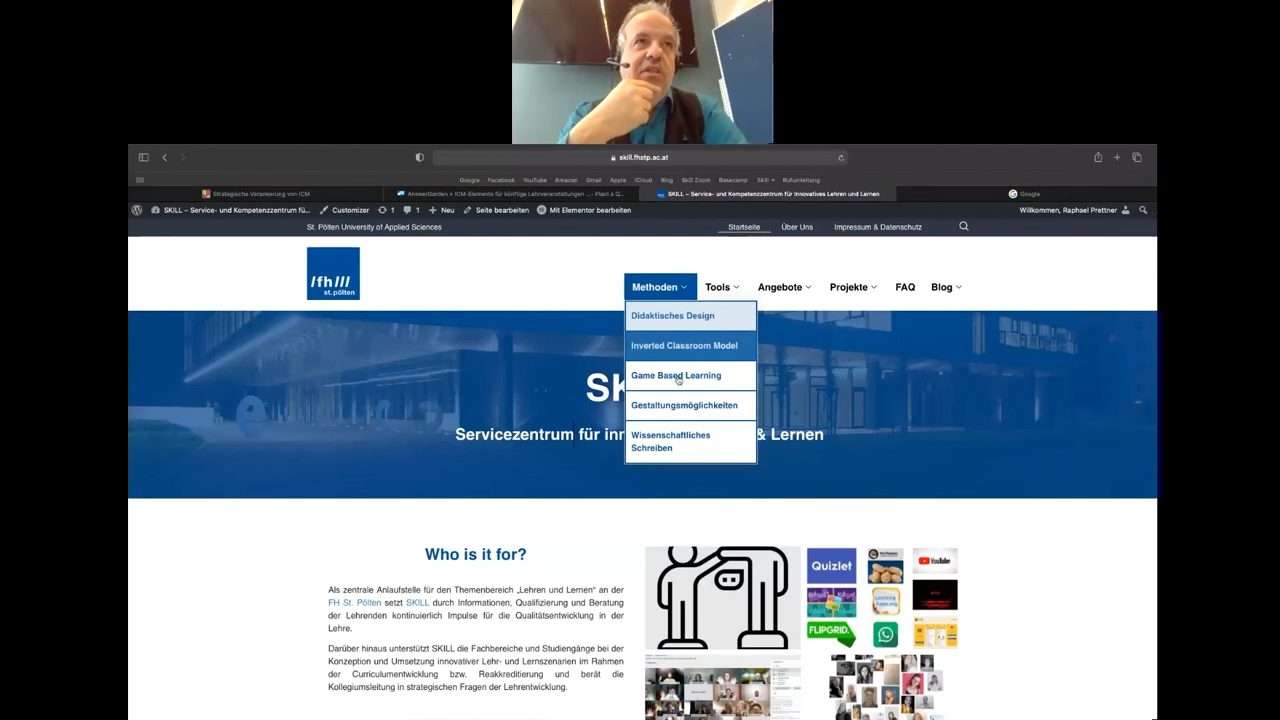 skill.fhstp.ac.at
Google Facebook YouTube Amazon Gmail Apple iCloud Blog Skill Zoom Basecamp Skill Rufumleitung
Strategische Verankerung von ICM
AnswerGarden » ICM-Elemente für künftige Lehrveranstaltungen ...- Plant a Q...
SKILL – Service- und Kompetenzzentrum für Innovatives Lehren und Lernen
Google
SKILL – Service- und Kompetenzzentrum fü... Customizer 1 1 Neu Seite bearbeiten Mit Elementor bearbeiten Willkommen, Raphael Prettner
St. Pölten University of Applied Sciences Startseite Über Uns Impressum & Datenschutz
/fh///
st.pölten
Methoden Tools Angebote Projekte FAQ Blog
Didaktisches Design
Inverted Classroom Model
Game Based Learning
Gestaltungsmöglichkeiten
Wissenschaftliches
Schreiben
SK
Servicezentrum für inn & Lernen
Who is it for?
Als zentrale Anlaufstelle für den Themenbereich „Lehren und Lernen“ an der
FH St. Pölten setzt SKILL durch Informationen, Qualifizierung und Beratung
der Lehrenden kontinuierlich Impulse für die Qualitätsentwicklung in der
Lehre.
Darüber hinaus unterstützt SKILL die Fachbereiche und Studiengänge bei der
Konzeption und Umsetzung innovativer Lehr- und Lernszenarien im Rahmen
der Curriculumentwicklung bzw. Reakkreditierung und berät die
Kollegiumsleitung in strategischen Fragen der Lehrentwicklung.
Quizlet
YouTube
Kahoot!
Learning
Apps.org
FLIPGRID.